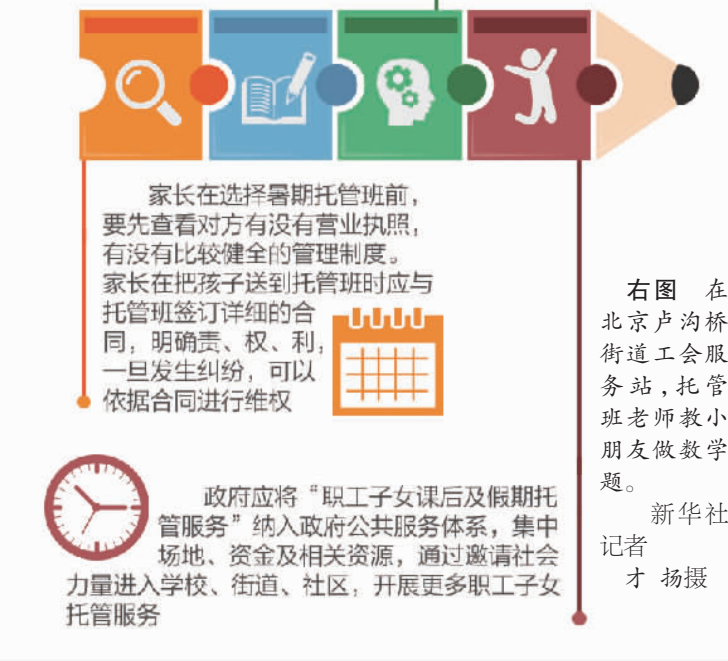 家长在选择暑期托管班前，
要先查看对方有没有营业执照，
有没有比较健全的管理制度。
家长在把孩子送到托管班时应与
托管班签订详细的合
同，明确责、权、利，
一旦发生纠纷，可以
依据合同进行维权
政府应将“职工子女课后及假期托
管服务”纳入政府公共服务体系，集中
场地、资金及相关资源，通过邀请社会
力量进入学校、街道、社区，开展更多职工子女
托管服务
右图 在
北京卢沟桥
街道工会服
务站，托管
班老师教小
朋友做数学
题。
新华社
记者
才 扬摄